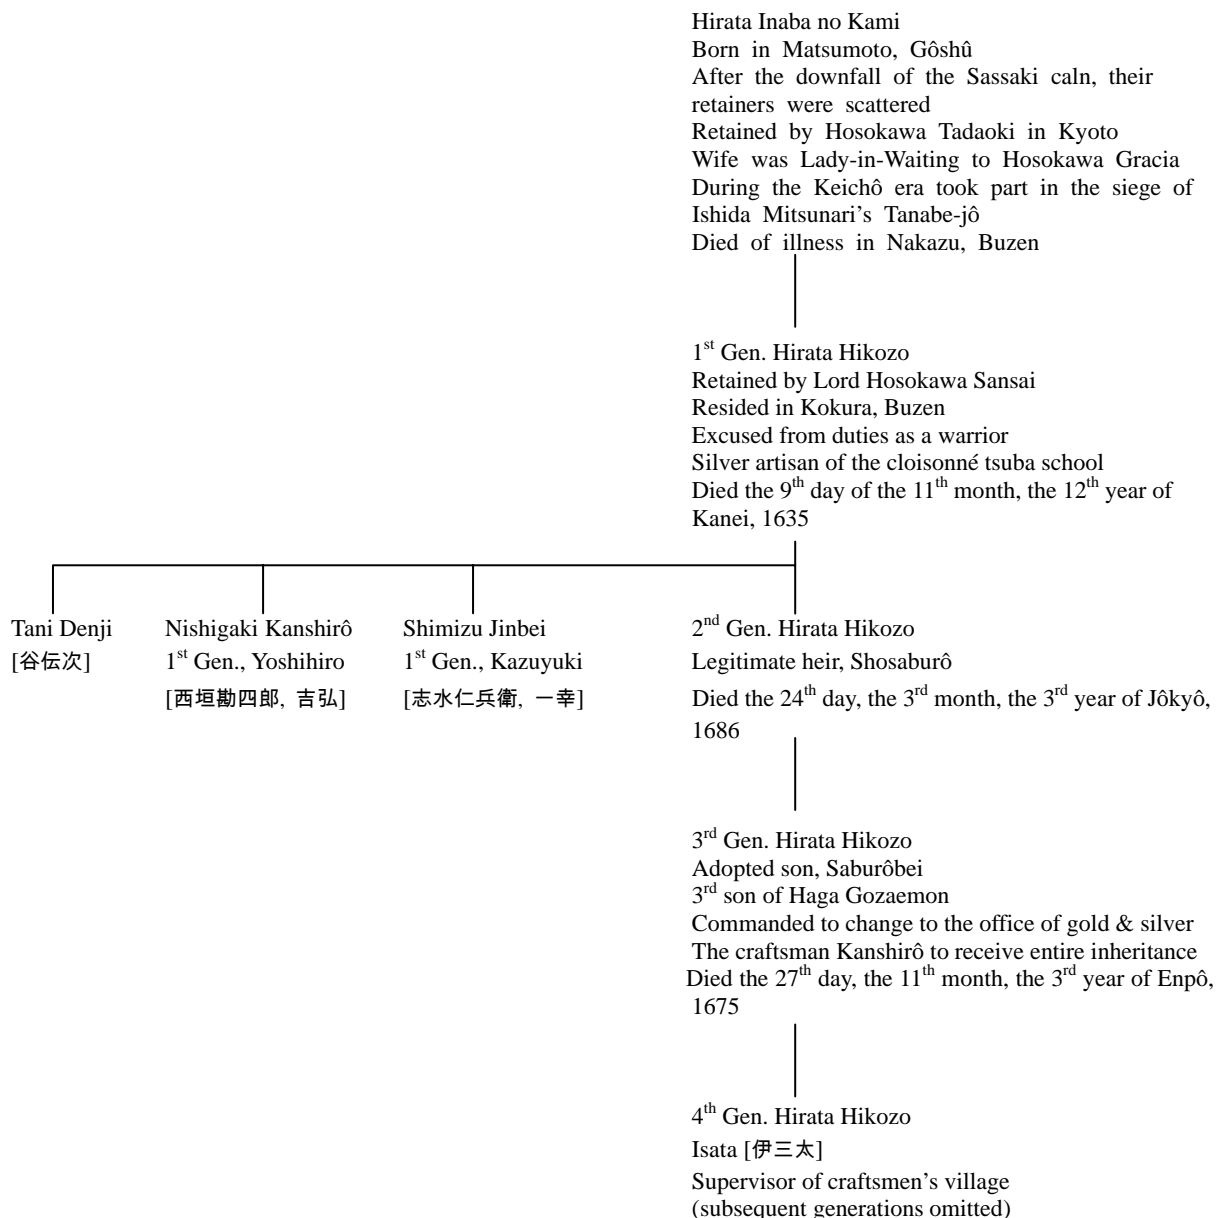 Hirata Inaba no Kami
Born in Matsumoto, Gôshû
After the downfall of the Sassaki caln, their
retainers were scattered
Retained by Hosokawa Tadaoki in Kyoto
Wife was Lady-in-Waiting to Hosokawa Gracia
During the Keichô era took part in the siege of
Ishida Mitsunari's Tanabe-jô
Died of illness in Nakazu, Buzen
1st Gen. Hirata Hikozo
Retained by Lord Hosokawa Sansai
Resided in Kokura, Buzen
Excused from duties as a warrior
Silver artisan of the cloisonné tsuba school
Died the 9th day of the 11th month, the 12th year of
Kanei, 1635
Tani Denji
[谷伝次]
Nishigaki Kanshirô
1st Gen., Yoshihiro
[西垣勘四郎, 吉弘]
Shimizu Jinbei
1st Gen., Kazuyuki
[志水仁兵衛, 一幸]
2nd Gen. Hirata Hikozo
Legitimate heir, Shosaburô
Died the 24th day, the 3rd month, the 3rd year of Jôkyô,
1686
3rd Gen. Hirata Hikozo
Adopted son, Saburôbei
3rd son of Haga Gozaemon
Commanded to change to the office of gold & silver
The craftsman Kanshirô to receive entire inheritance
Died the 27th day, the 11th month, the 3rd year of Enpô,
1675
4th Gen. Hirata Hikozo
Isata [伊三太]
Supervisor of craftsmen's village
(subsequent generations omitted)